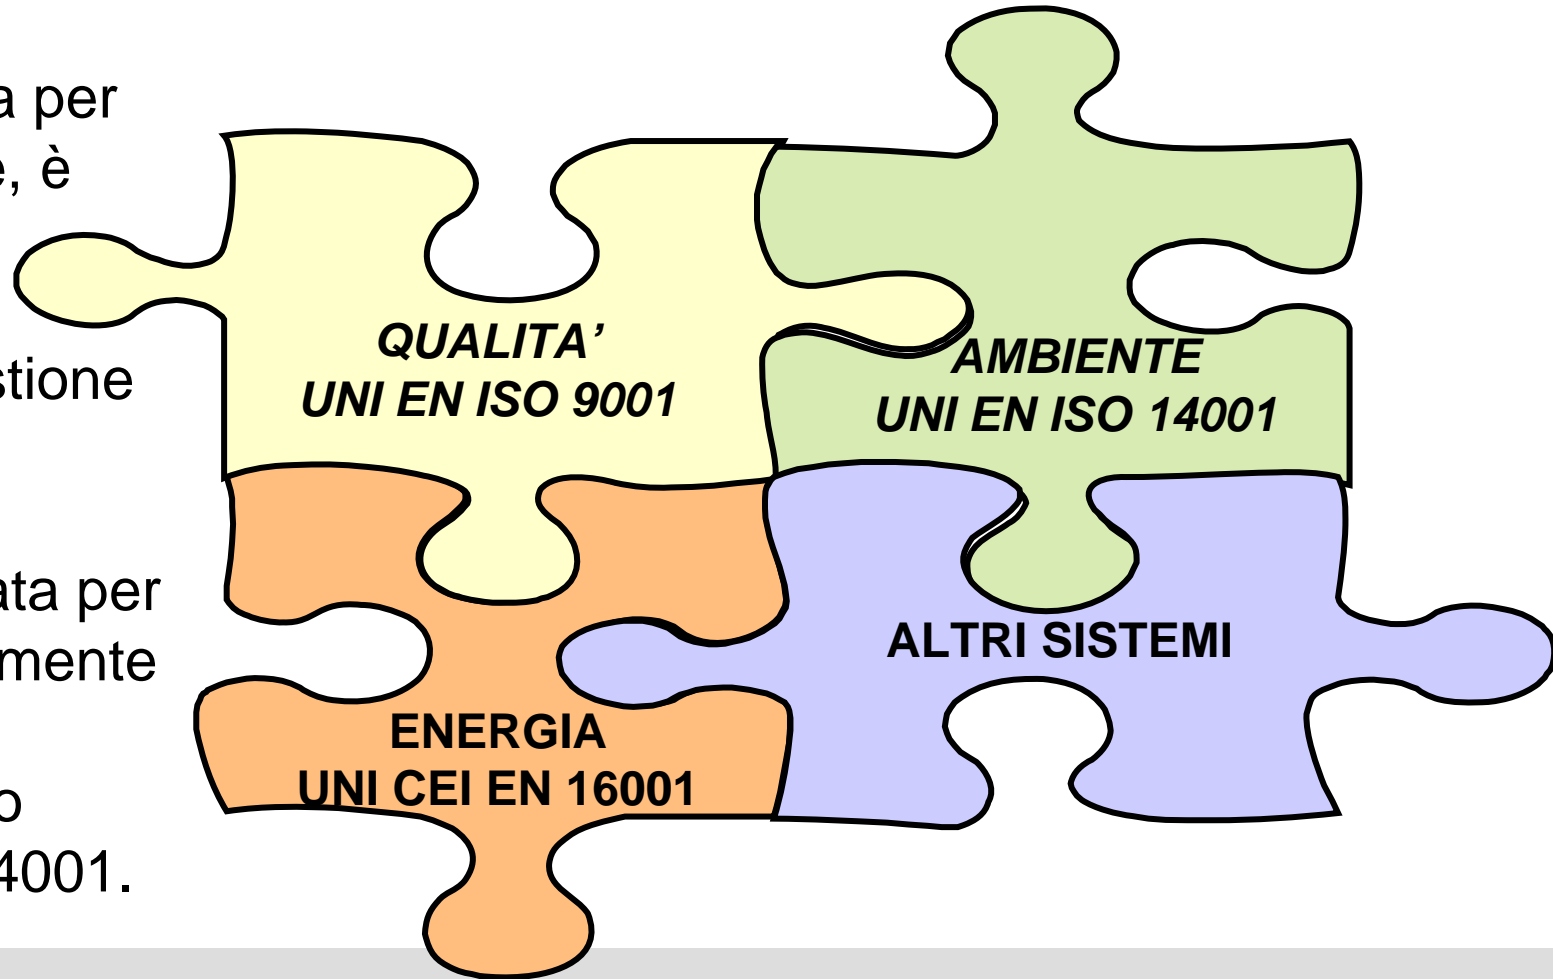 a per
e, è
stione
ata per
mente
o
4001.
QUALITA’
UNI EN ISO 9001
AMBIENTE
UNI EN ISO 14001
ALTRI SISTEMI
ENERGIA
UNI CEI EN 16001